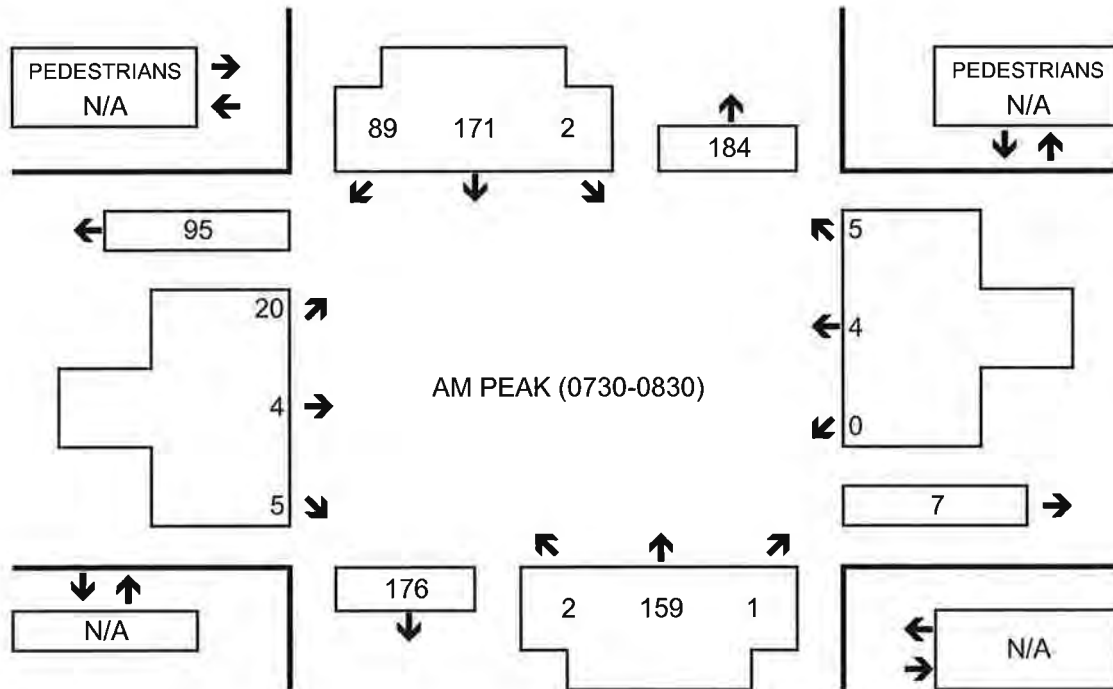 PEDESTRIANS
N/A
89 171 2
184
PEDESTRIANS
N/A
95
5
20
4
AM PEAK (0730-0830)
4
0
5
7
176
2 159 1
N/A
N/A